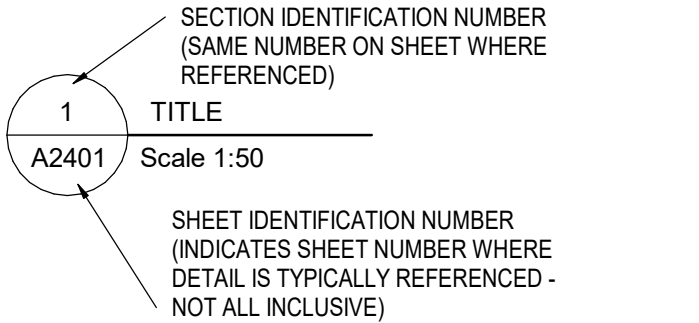 SECTION IDENTIFICATION NUMBER
(SAME NUMBER ON SHEET WHERE
REFERENCED)
1
TITLE
A2401
Scale 1:50
SHEET IDENTIFICATION NUMBER
(INDICATES SHEET NUMBER WHERE
DETAIL IS TYPICALLY REFERENCED -
NOT ALL INCLUSIVE)